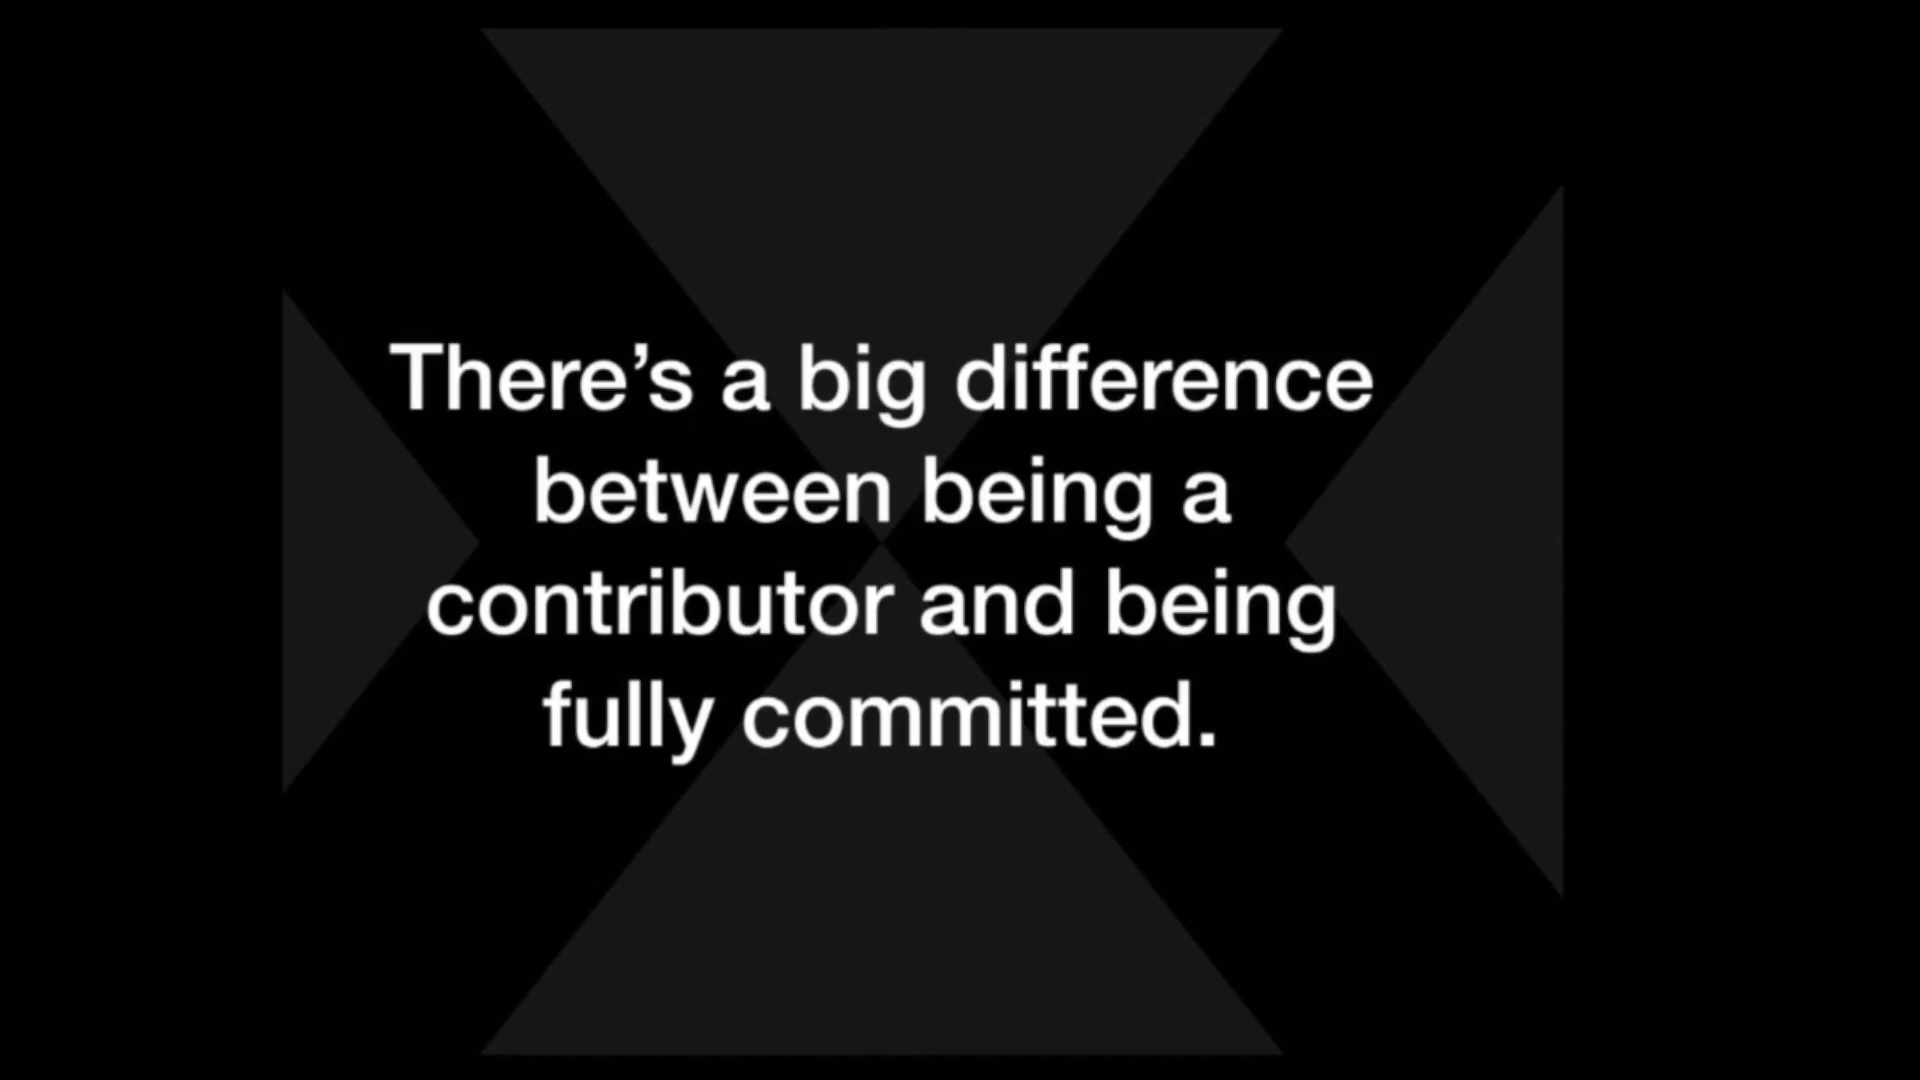 There’s a big difference
between being a
contributor and being
fully committed.